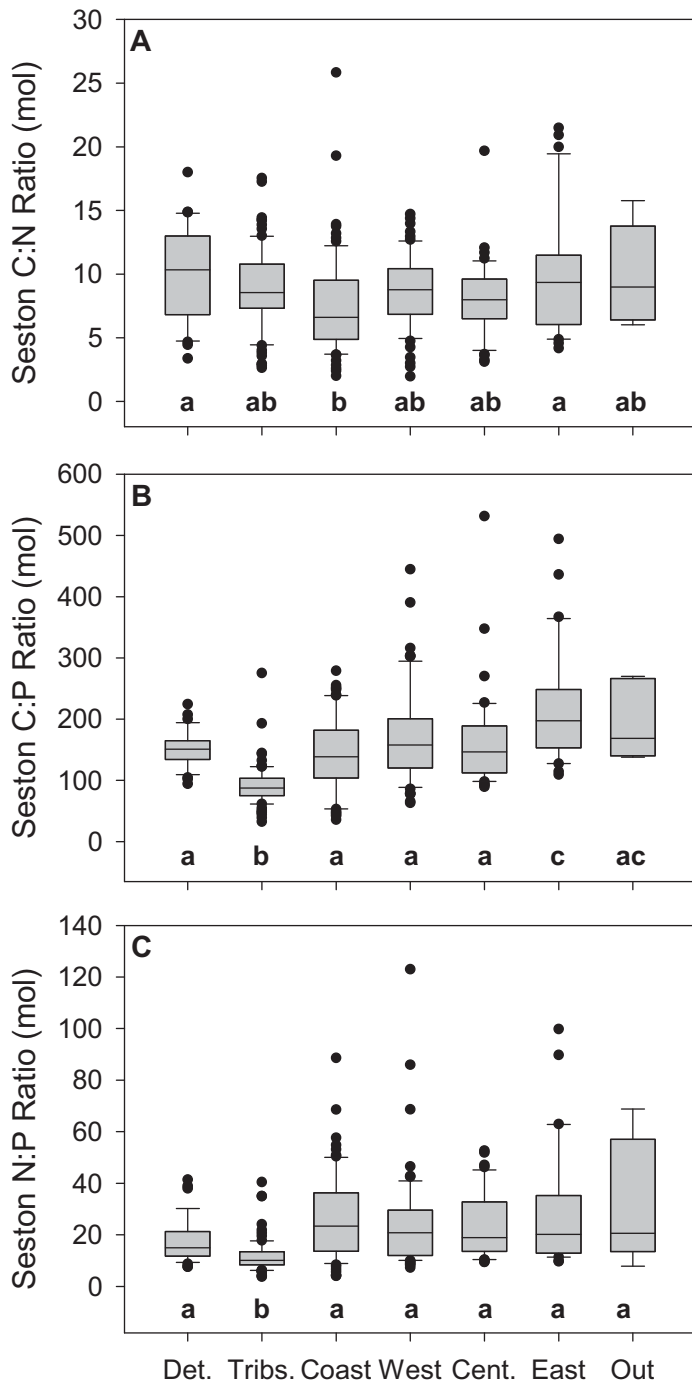 A
Seston C:N Ratio (mol)
30
25
20
15
10
5
0
a ab b ab ab a ab
B
Seston C:P Ratio (mol)
600
500
400
300
200
100
0
a b a a a c ac
C
Seston N:P Ratio (mol)
140
120
100
80
60
40
20
0
a b a a a a a
Det. Tribs. Coast West Cent. East Out